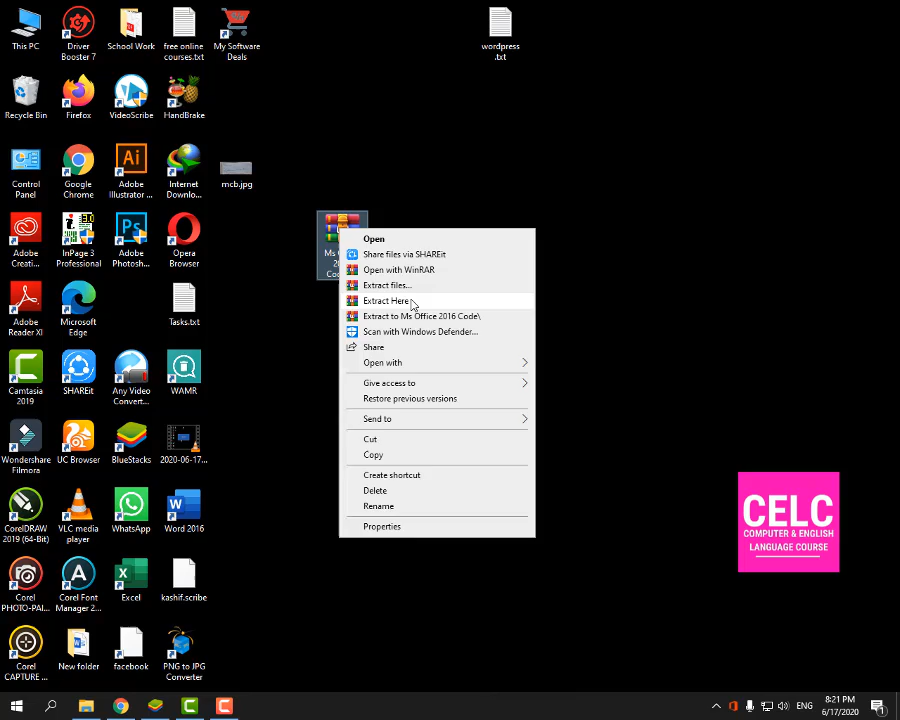 This PC
Driver
Booster 7
School Work
free online
courses.txt
My Software
Deals
wordpress
.txt
Recycle Bin
Firefox
VideoScribe
HandBrake
Control
Panel
Google
Chrome
Adobe
Illustrator ...
Internet
Downlo...
mcb.jpg
Adobe
Creati...
InPage 3
Professional
Adobe
Photosh...
Opera
Browser
Adobe
Reader XI
Microsoft
Edge
Tasks.txt
Camtasia
2019
SHAREit
Any Video
Convert...
WAMR
Wondershare
Filmora
UC Browser
BlueStacks
2020-06-17...
CorelDRAW
2019 (64-Bit)
VLC media
player
WhatsApp
Word 2016
Corel
PHOTO-PAI...
Corel Font
Manager 2...
Excel
kashif.scribe
Corel
CAPTURE ...
New folder
facebook
PNG to JPG
Converter
Open
Share files via SHAREit
Open with WinRAR
Extract files...
Extract Here
Extract to Ms Office 2016 Code\
Scan with Windows Defender...
Share
Open with
Give access to
Restore previous versions
Send to
Cut
Copy
Create shortcut
Delete
Rename
Properties
CELC
COMPUTER & ENGLISH
LANGUAGE COURSE
ENG
8:21 PM
6/17/2020
1